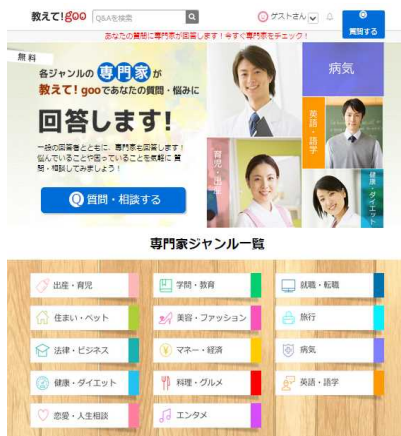 教えて!goo
Q&Aを検索
ゲストさん
質問する
あなたの質問に専門家が回答します!今すぐ専門家をチェック!
無料
各ジャンルの 専門家 が
教えて!gooであなたの質問・悩みに
回答します!
一般の回答者とともに、専門家も回答します!
悩んでいることや困っていることを気軽に質
問・相談してみましょう!
Q 質問・相談する
病気
英語・語学
育児・出産
健康・ダイエット
専門家ジャンル一覧
出産・育児
学問・教育
就職・転職
住まい・ペット
美容・ファッション
旅行
法律・ビジネス
マネー・経済
病気
健康・ダイエット
料理・グルメ
英語・語学
恋愛・人生相談
エンタメ